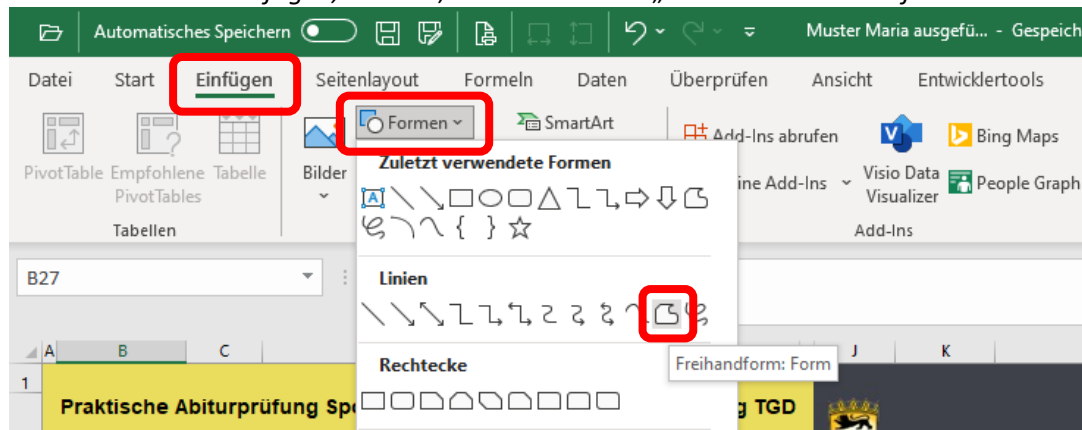 Automatisches Speichern
Muster Maria ausgefü... - Gespeich
Datei Start Einfügen Seitenlayout Formeln Daten Überprüfen Ansicht Entwicklertools
PivotTable Empfohlene PivotTables Tabelle
Tabellen
Bilder
Formen
SmartArt
Add-Ins abrufen
ine Add-Ins
Visio Data Visualizer
Bing Maps
People Graph
Add-Ins
Zuletzt verwendete Formen
A
{ }
B27
Linien
Freihandform: Form
Rechtecke
A B C J K
1
Praktische Abiturprüfung Spo
g TGD